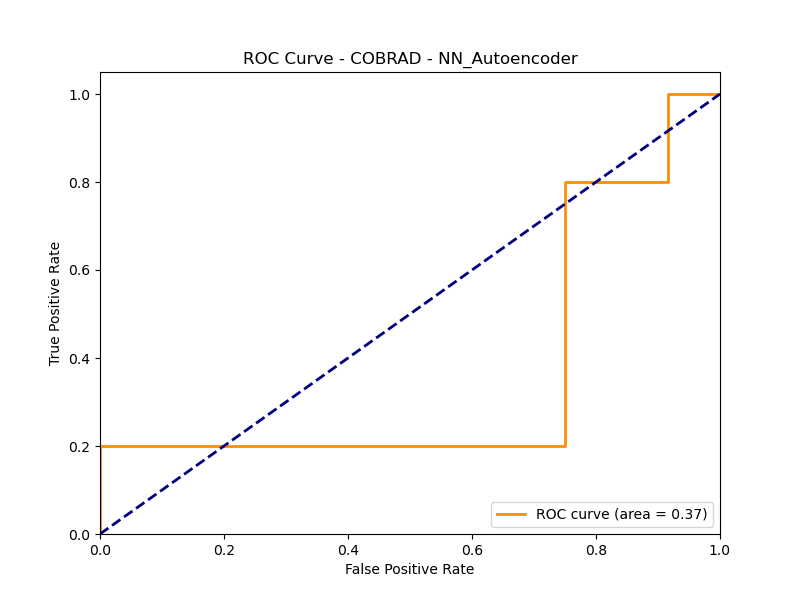 ROC Curve - COBRAD - NN_Autoencoder
True Positive Rate
1.0
0.8
0.6
0.4
0.2
0.0
ROC curve (area = 0.37)
0.0 0.2 0.4 0.6 0.8 1.0
False Positive Rate